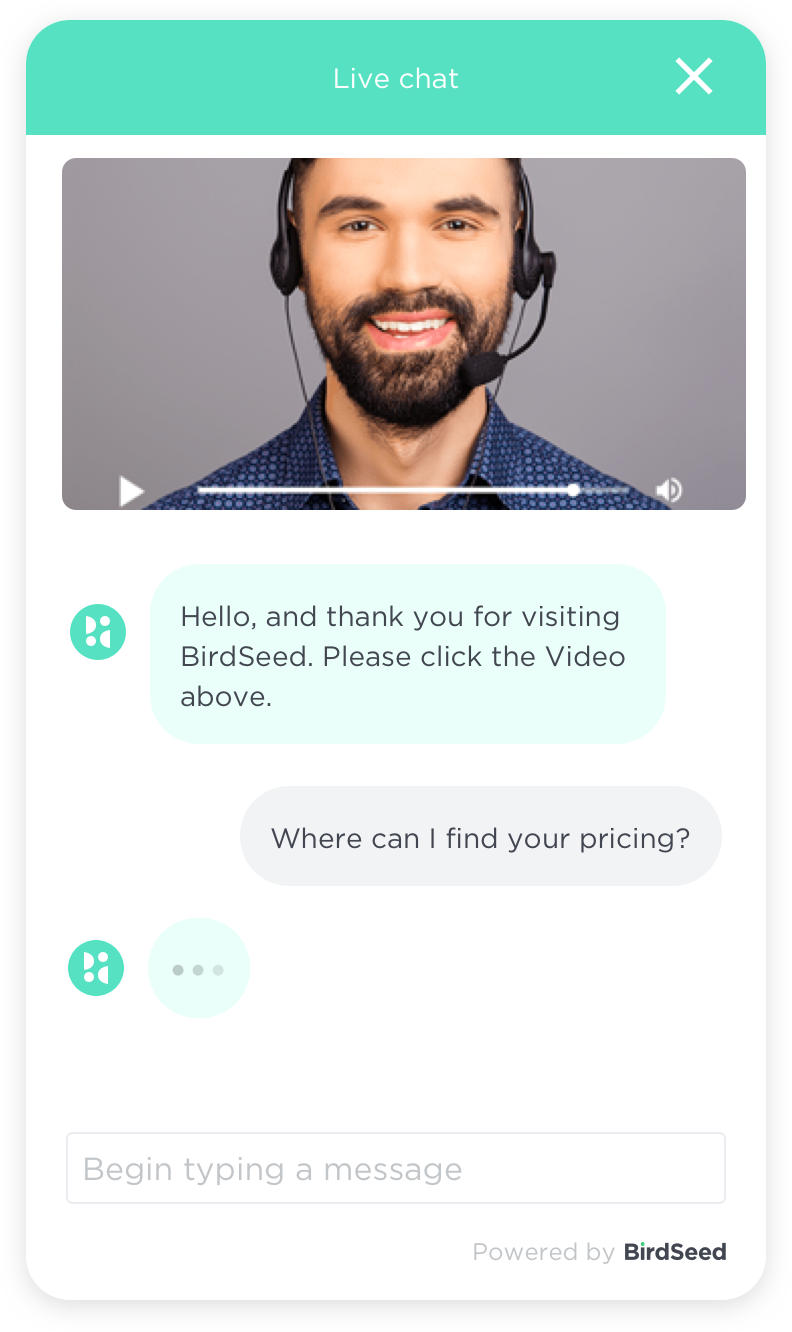 Live chat
Hello, and thank you for visiting
BirdSeed. Please click the Video
above.
Where can I find your pricing?
Begin typing a message
Powered by BirdSeed